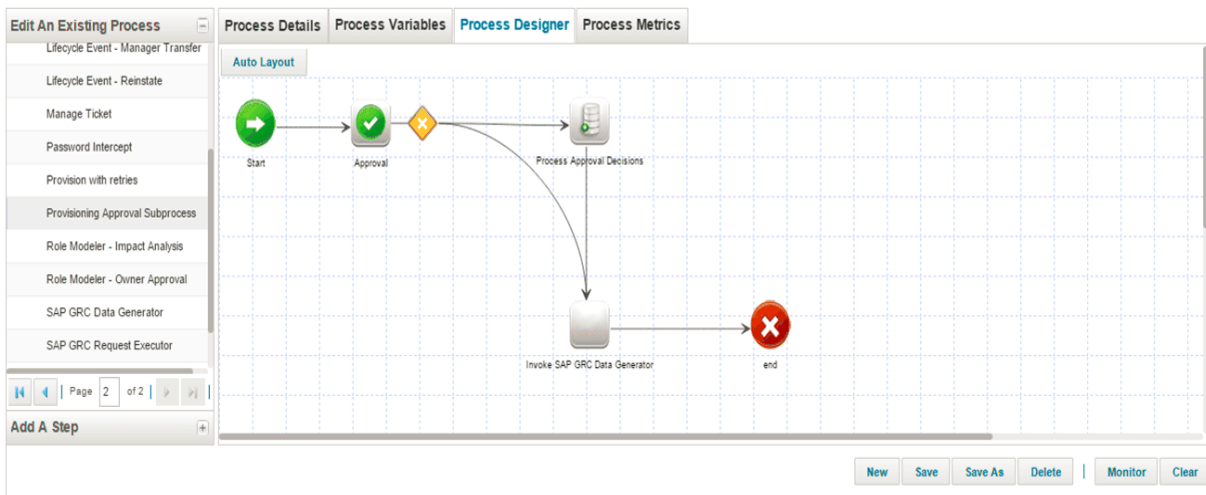 Edit An Existing Process
Lifecycle Event - Manager Transfer
Lifecycle Event - Reinstate
Manage Ticket
Password Intercept
Provision with retries
Provisioning Approval Subprocess
Role Modeler - Impact Analysis
Role Modeler - Owner Approval
SAP GRC Data Generator
SAP GRC Request Executor
Page 2 of 2
Add A Step
Process Details Process Variables Process Designer Process Metrics
Auto Layout
Start
Approval
Process Approval Decisions
Invoke SAP GRC Data Generator
end
New Save Save As Delete Monitor Clear